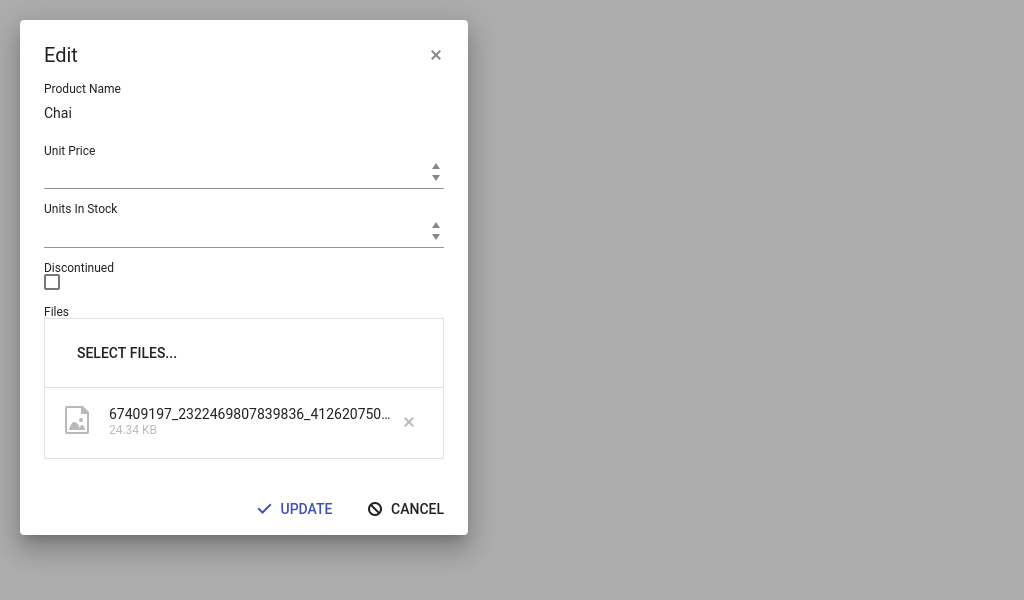 Edit
Product Name
Chai
Unit Price
Units In Stock
Discontinued
Files
SELECT FILES...
67409197_2322469807839836_412620750...
24.34 KB
UPDATE CANCEL